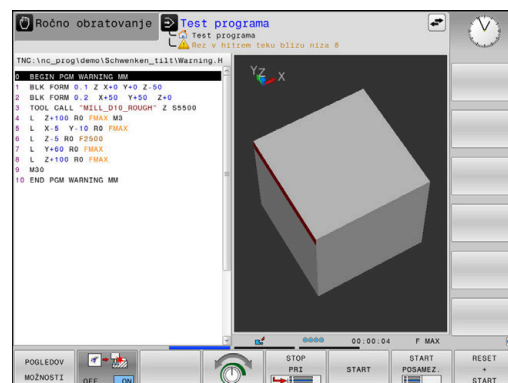 Ročno obratovanje
Test programa
Test programa
Rez v hitrem teku blizu niza 8
TNC:\nc_prog\demo\Schwenken_tilt\Warning.H
0 BEGIN PGM WARNING MM
1 BLK FORM 0.1 Z X+0 Y+0 Z-50
2 BLK FORM 0.2 X+50 Y+50 Z+0
3 TOOL CALL "MILL_D10_ROUGH" Z S5500
4 L Z+100 R0 FMAX M3
5 L X-5 Y-10 R0 FMAX
6 L Z-5 R0 F2500
7 L Y+60 R0 FMAX
8 L Z+100 R0 FMAX
9 M30
10 END PGM WARNING MM
Y Z X
00:00:04 F MAX
POGLEDOV
MOŽNOSTI
OFF ON
STOP
PRI
START
START
POSAMEZ.
RESET
+
START